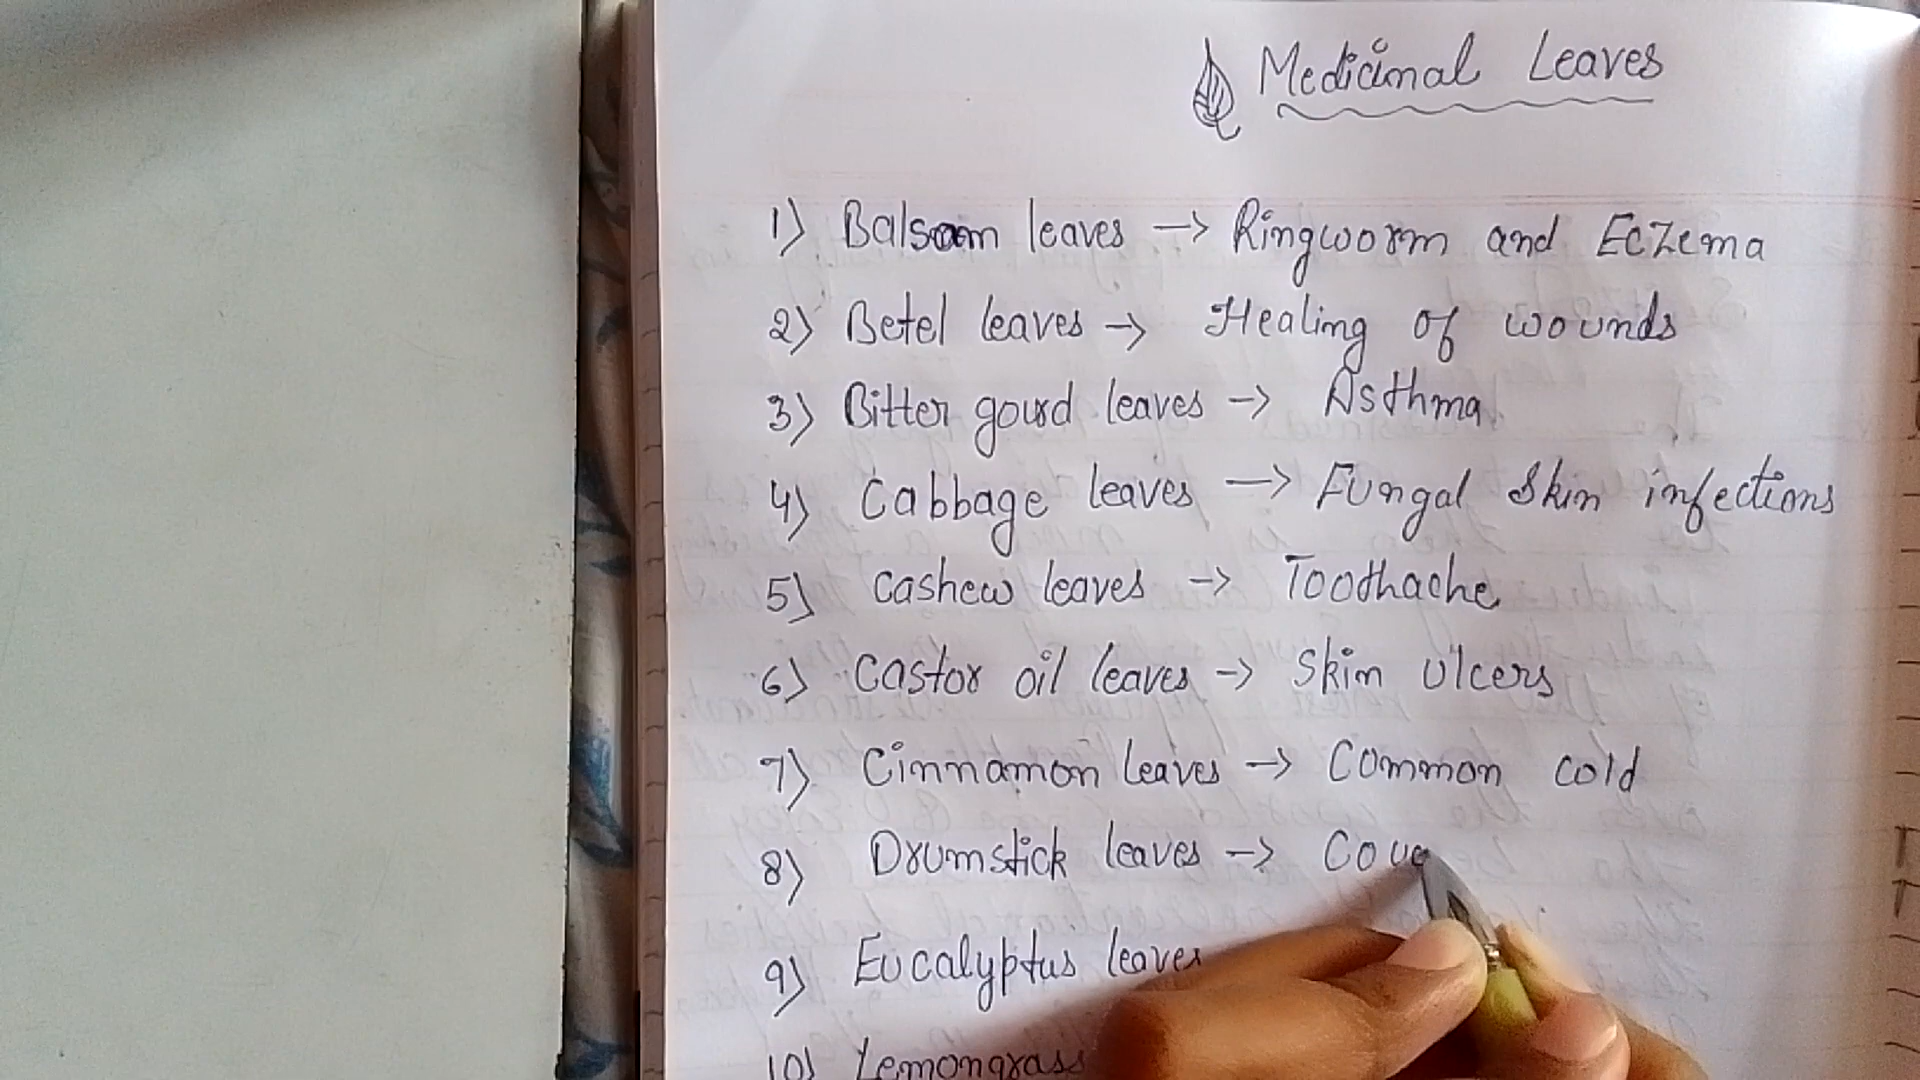 Medicinal Leaves
1) Balsam leaves → Ringworm and Eczema
2) Betel leaves → Healing of wounds
3) Bitter gourd leaves → Asthma
4) Cabbage leaves → Fungal Skin infections
5) Cashew leaves → Toothache
6) Castor oil leaves → Skin Ulcers
7) Cinnamon leaves → Common cold
8) Drumstick leaves → Coug
9) Eucalyptus leaves
10) Lemongrass